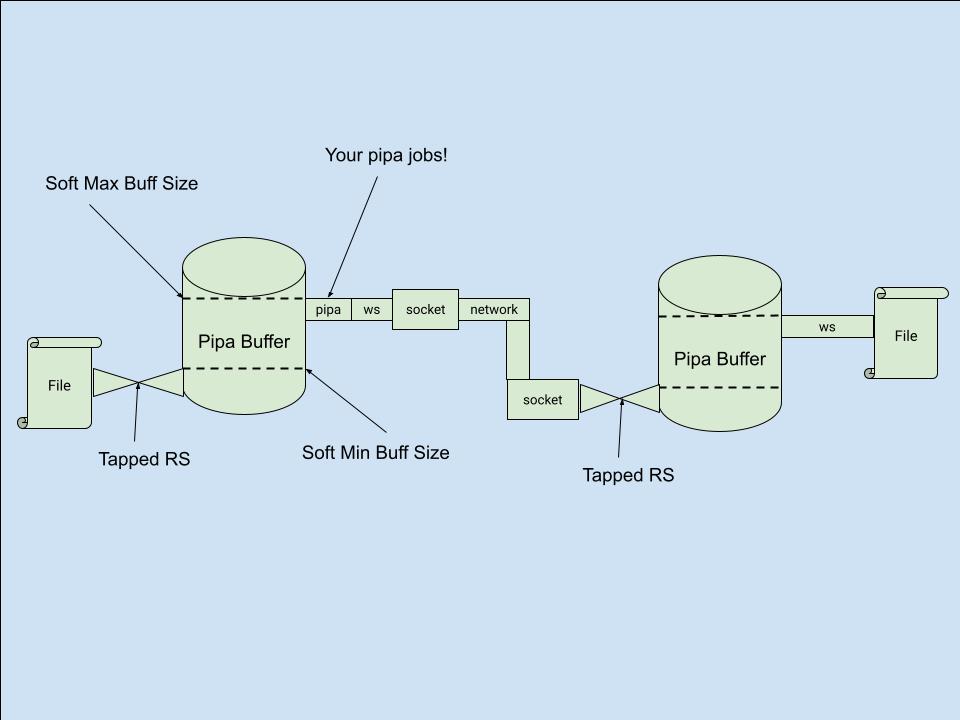 Your pipa jobs!
Soft Max Buff Size
pipa
ws
socket
network
Pipa Buffer
File
Tapped RS
Soft Min Buff Size
socket
Tapped RS
Pipa Buffer
ws
File